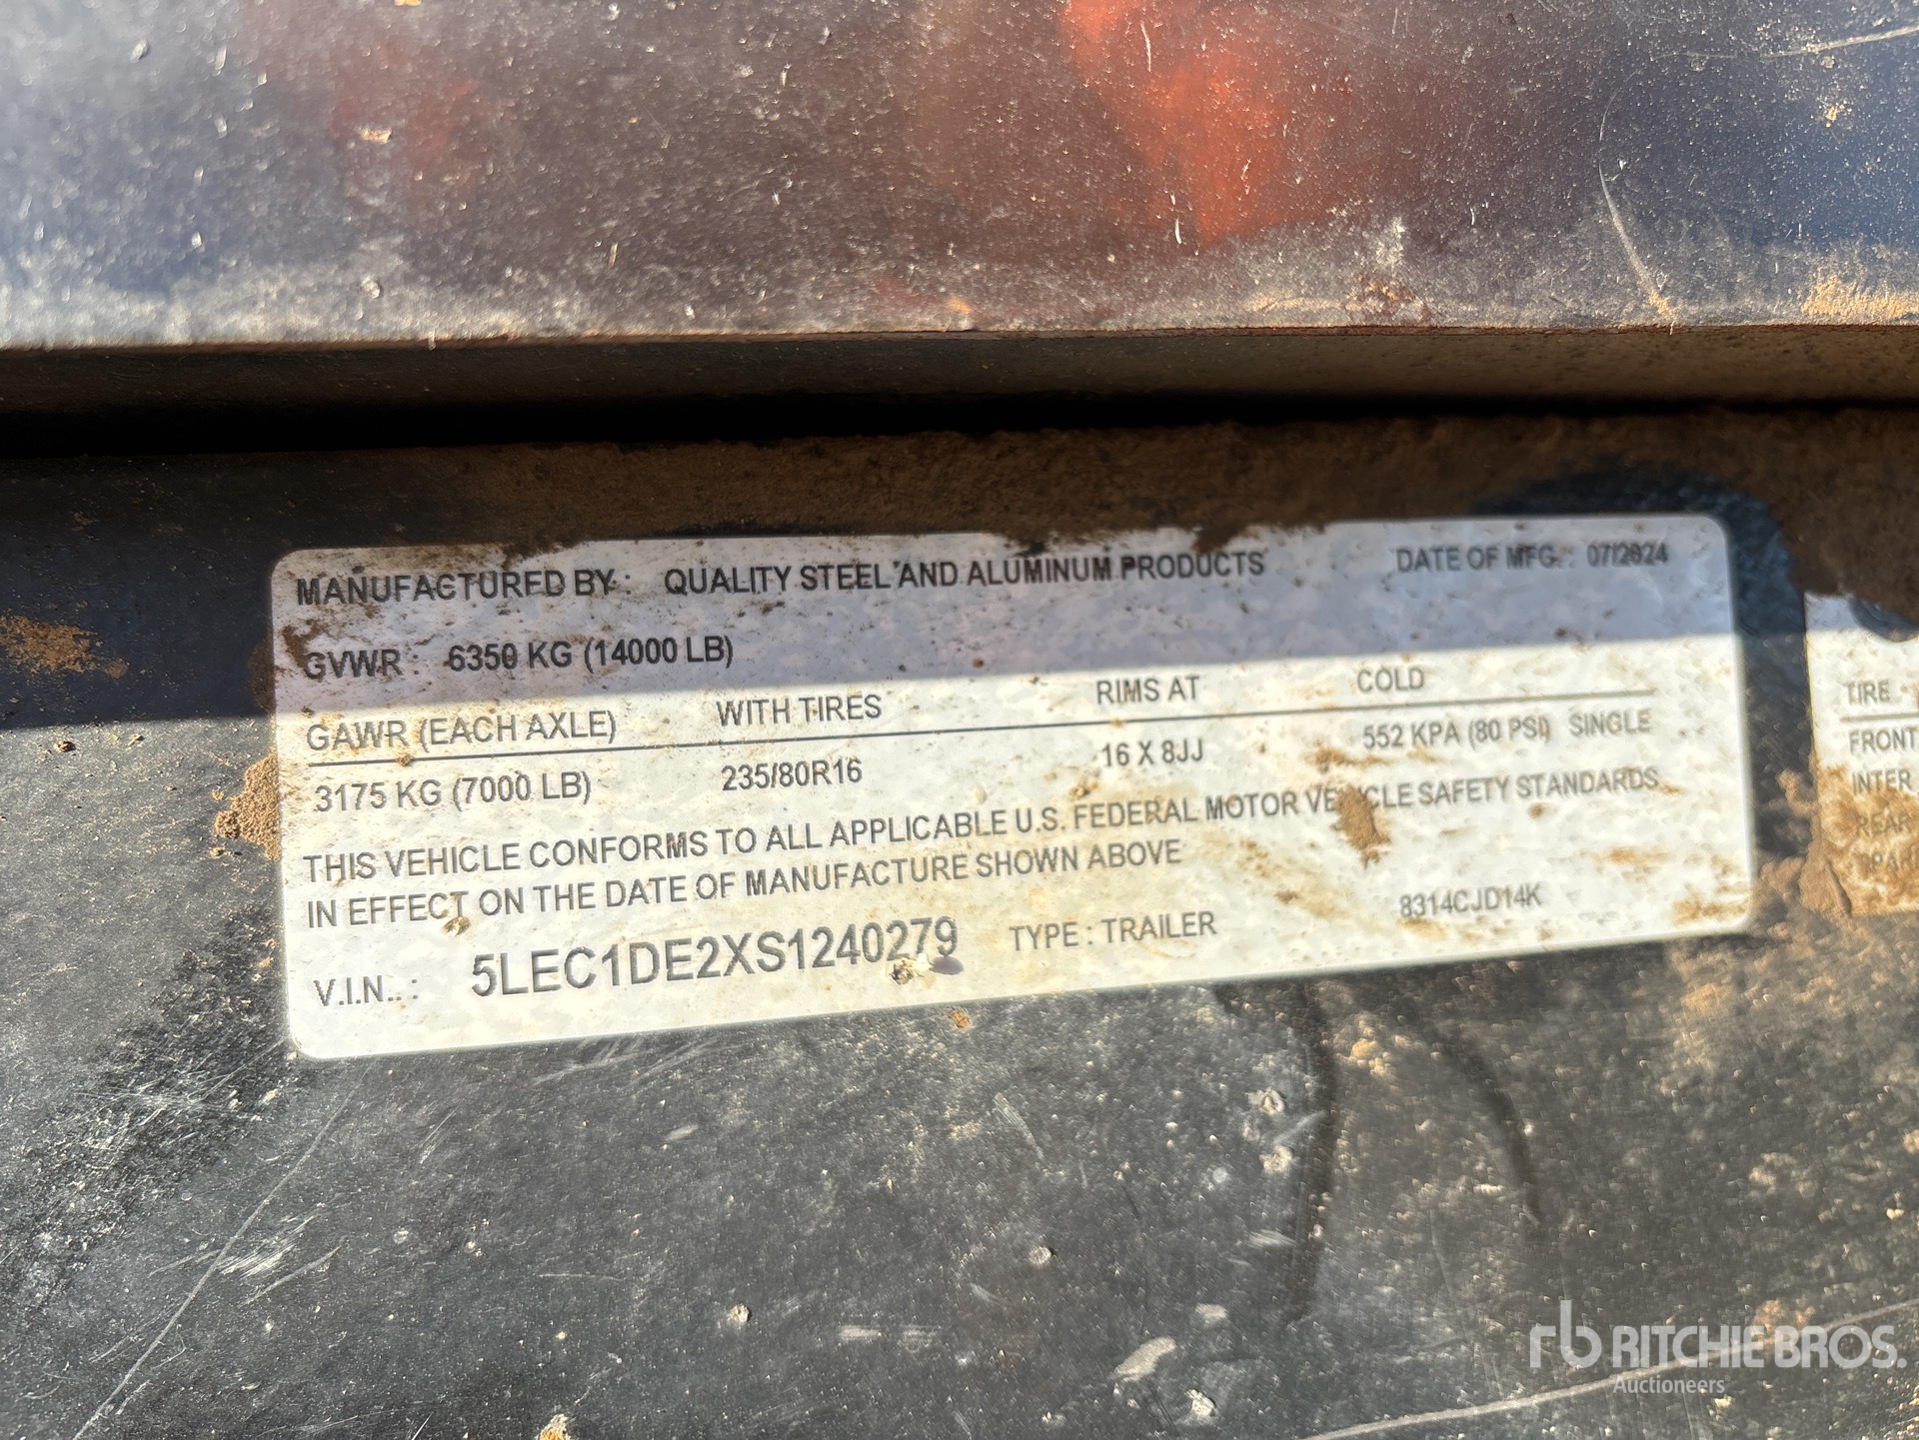 MANUFACTURED BY : QUALITY STEEL AND ALUMINUM PRODUCTS DATE OF MFG. : 07/2024
GVWR : 6350 KG (14000 LB)
GAWR (EACH AXLE) WITH TIRES RIMS AT COLD
3175 KG (7000 LB) 235/80R16 16 X 8JJ 552 KPA (80 PSI) SINGLE
THIS VEHICLE CONFORMS TO ALL APPLICABLE U.S. FEDERAL MOTOR VEHICLE SAFETY STANDARDS
IN EFFECT ON THE DATE OF MANUFACTURE SHOWN ABOVE
V.I.N.. : 5LEC1DE2XS1240279 TYPE : TRAILER 8314CJD14K
TIRE
FRONT
INTER
REAR
rb RITCHIE BROS.
Auctioneers